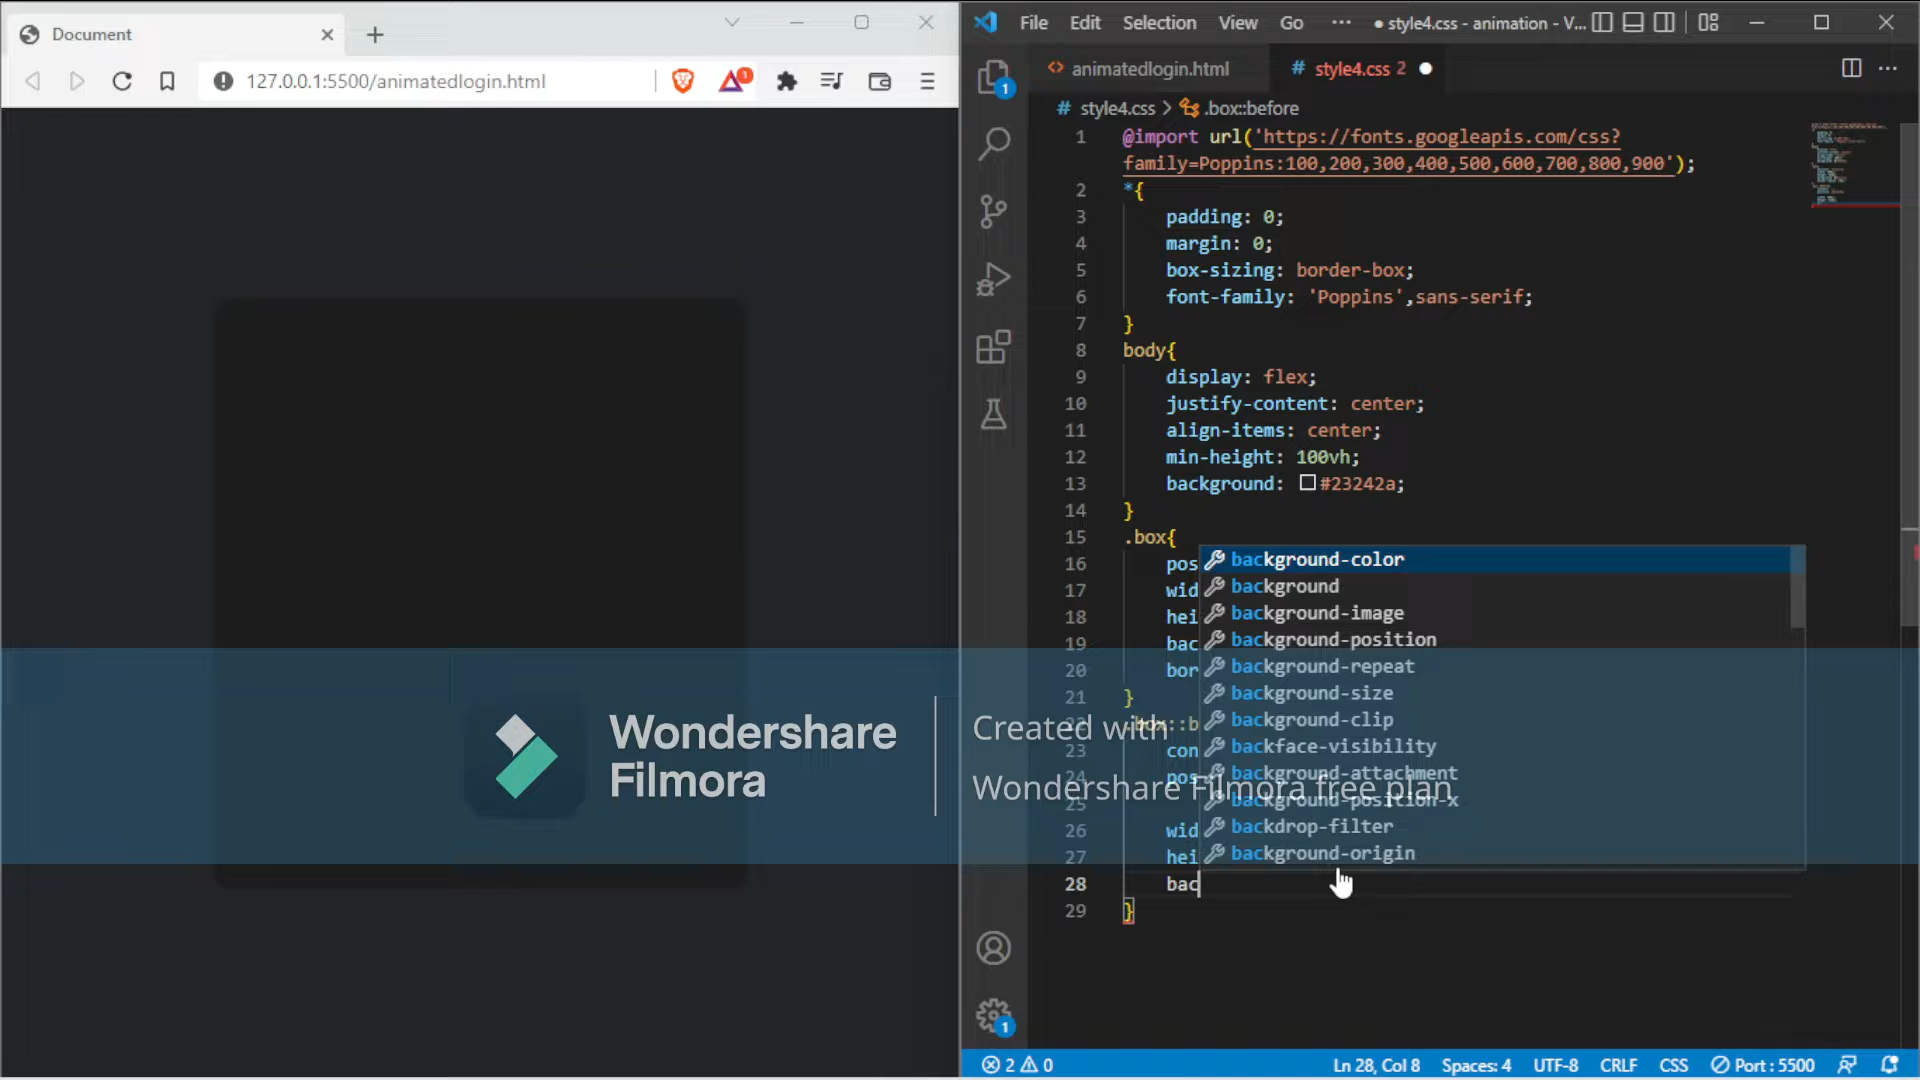 Document
127.0.0.1:5500/animatedlogin.html
1
File Edit Selection View Go ··· ● style4.css - animation - V...
animatedlogin.html
# style4.css 2 ●
# style4.css > .box::before
1 @import url('https://fonts.googleapis.com/css?
family=Poppins:100,200,300,400,500,600,700,800,900');
2 *{
3 padding: 0;
4 margin: 0;
5 box-sizing: border-box;
6 font-family: 'Poppins',sans-serif;
7 }
8 body{
9 display: flex;
10 justify-content: center;
11 align-items: center;
12 min-height: 100vh;
13 background: #23242a;
14 }
15 .box{
16 pos
17 wid
18 hei
19 bac
20 bor
21 }
22 .box::b
23 con
24 pos
25
26 wid
27 hei
28 bac
29 }
background-color
background
background-image
background-position
background-repeat
background-size
background-clip
backface-visibility
background-attachment
background-position-x
backdrop-filter
background-origin
Wondershare
Filmora
Created with
Wondershare Filmora free plan
1
1
2 0
Ln 28, Col 8 Spaces: 4 UTF-8 CRLF CSS Port : 5500